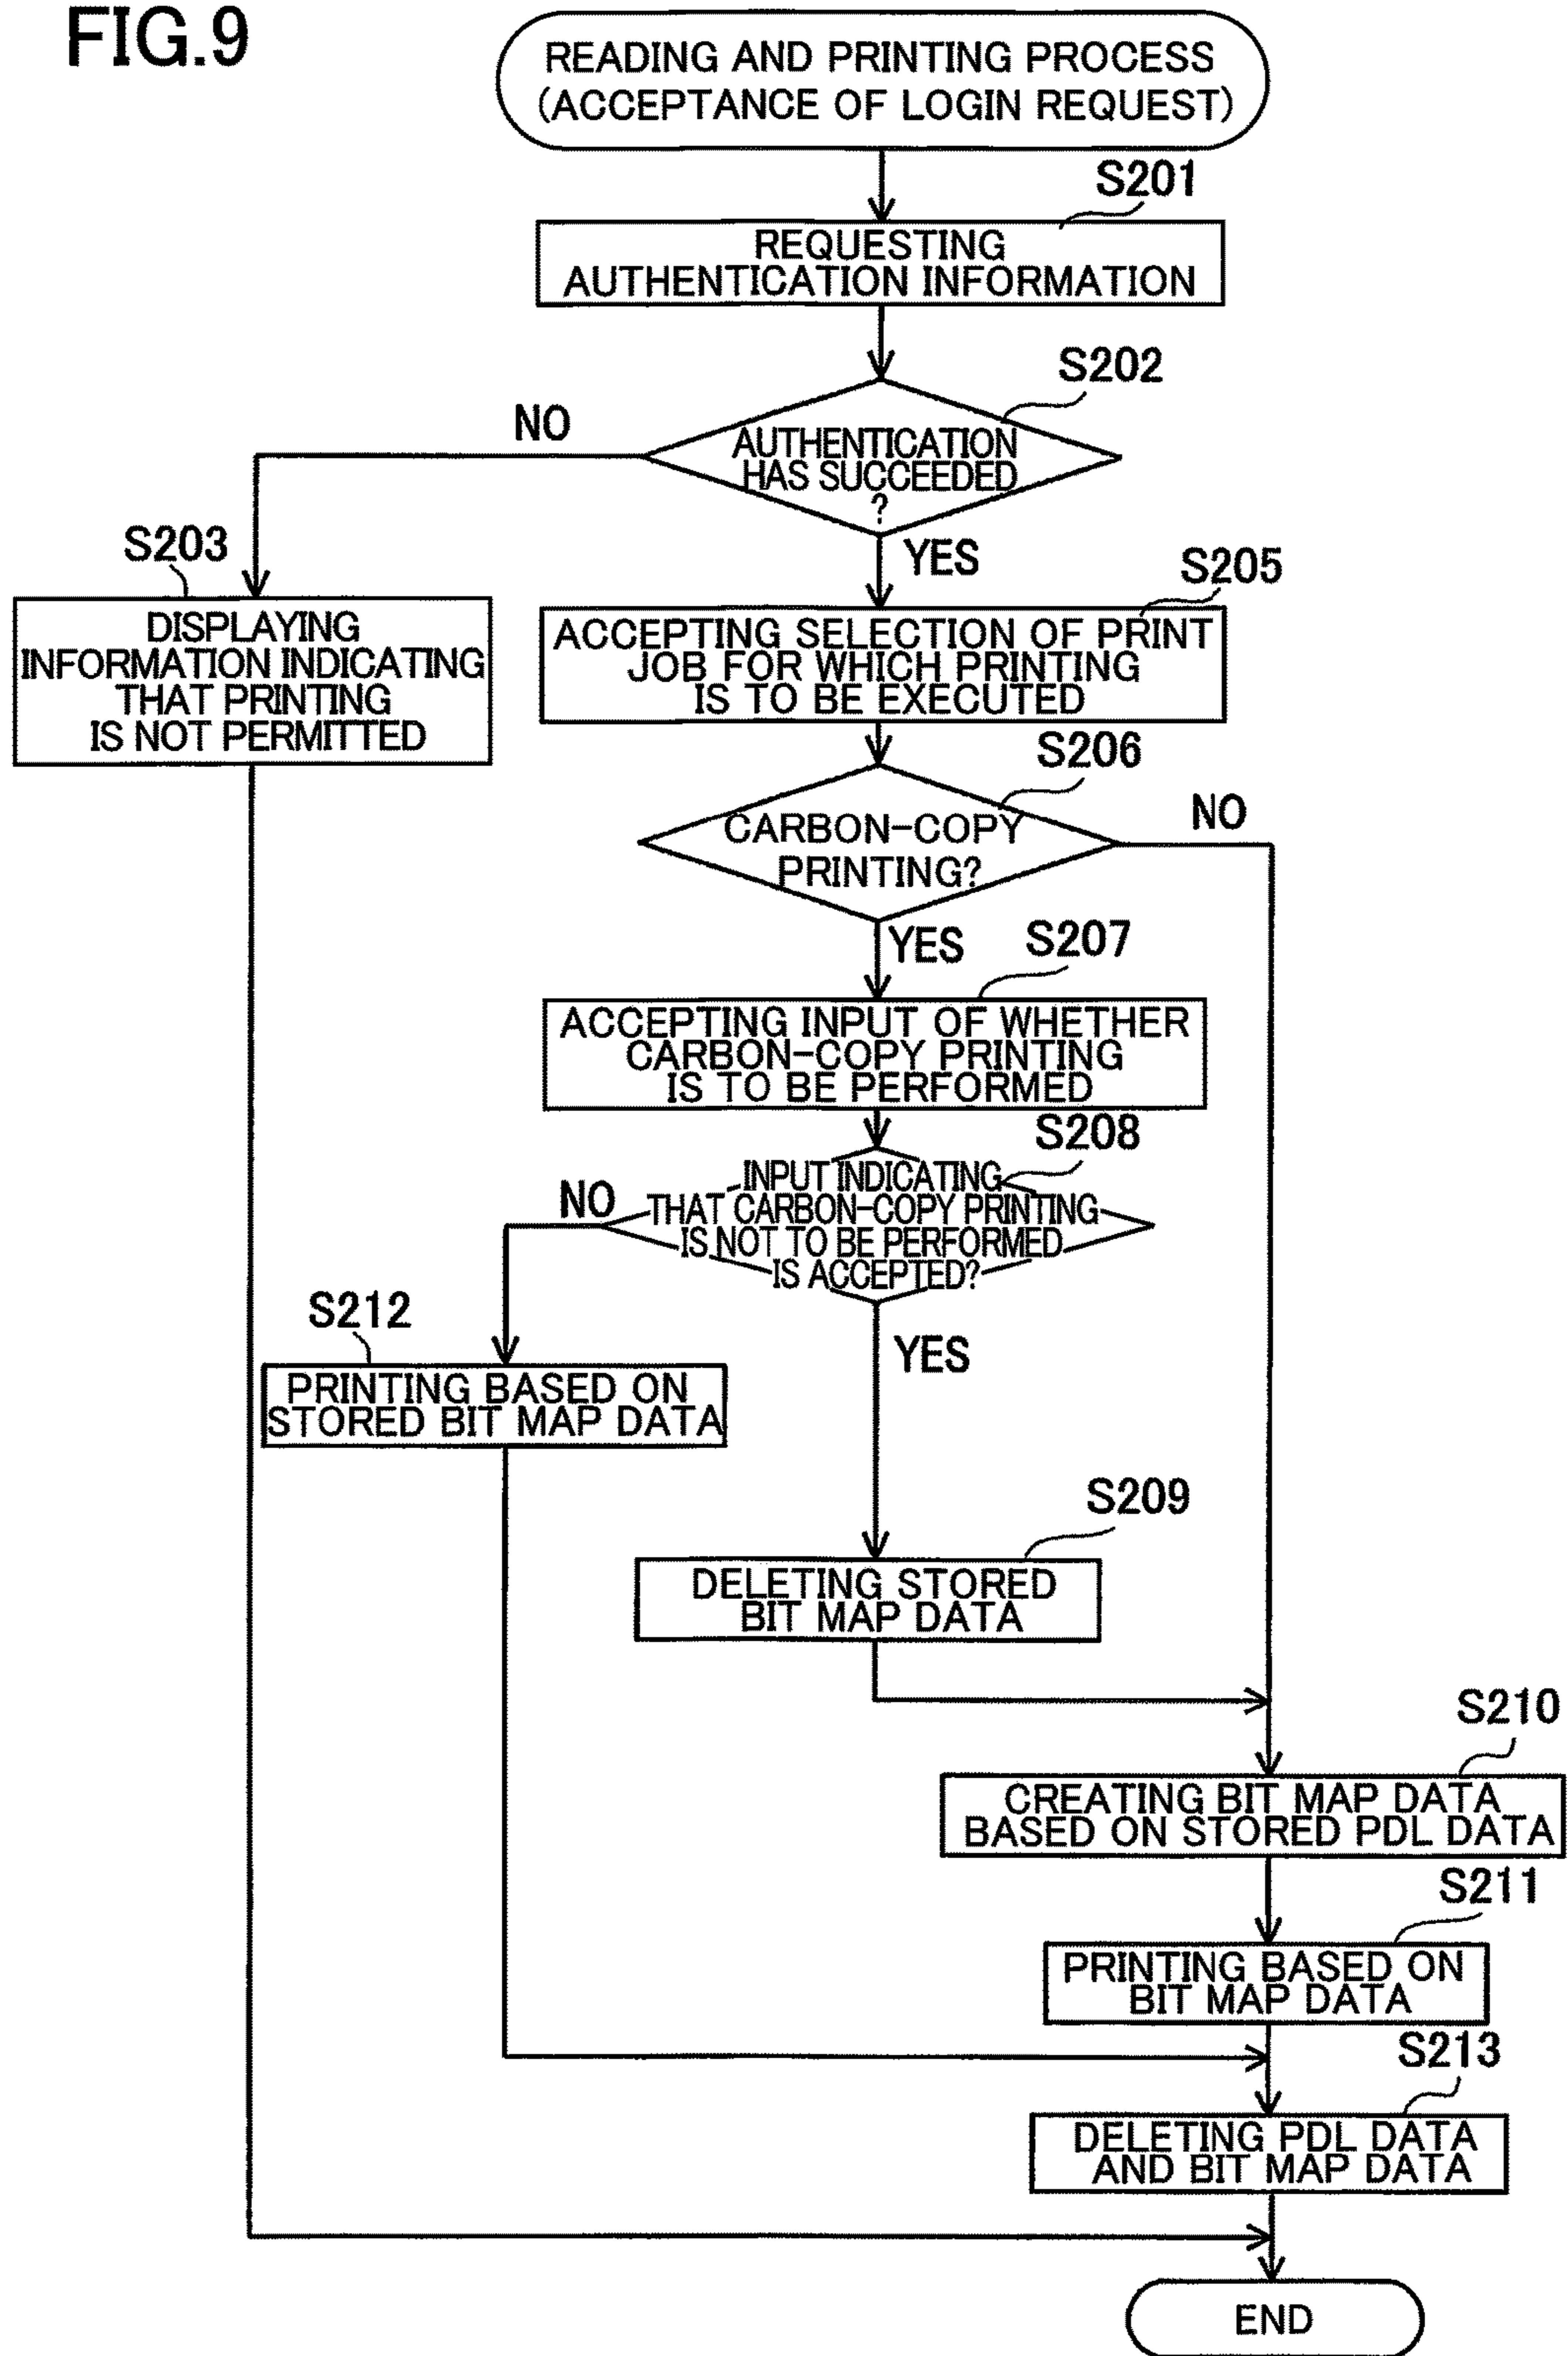 FIG.9
READING AND PRINTING PROCESS
(ACCEPTANCE OF LOGIN REQUEST)
S201
REQUESTING
AUTHENTICATION INFORMATION
S202
NO
AUTHENTICATION
HAS SUCCEEDED
?
YES
S203
DISPLAYING
INFORMATION INDICATING
THAT PRINTING
IS NOT PERMITTED
S205
ACCEPTING SELECTION OF PRINT
JOB FOR WHICH PRINTING
IS TO BE EXECUTED
S206
CARBON-COPY
PRINTING?
NO
YES
S207
ACCEPTING INPUT OF WHETHER
CARBON-COPY PRINTING
IS TO BE PERFORMED
S208
INPUT INDICATING
THAT CARBON-COPY PRINTING
IS NOT TO BE PERFORMED
IS ACCEPTED?
NO
YES
S212
PRINTING BASED ON
STORED BIT MAP DATA
S209
DELETING STORED
BIT MAP DATA
S210
CREATING BIT MAP DATA
BASED ON STORED PDL DATA
S211
PRINTING BASED ON
BIT MAP DATA
S213
DELETING PDL DATA
AND BIT MAP DATA
END